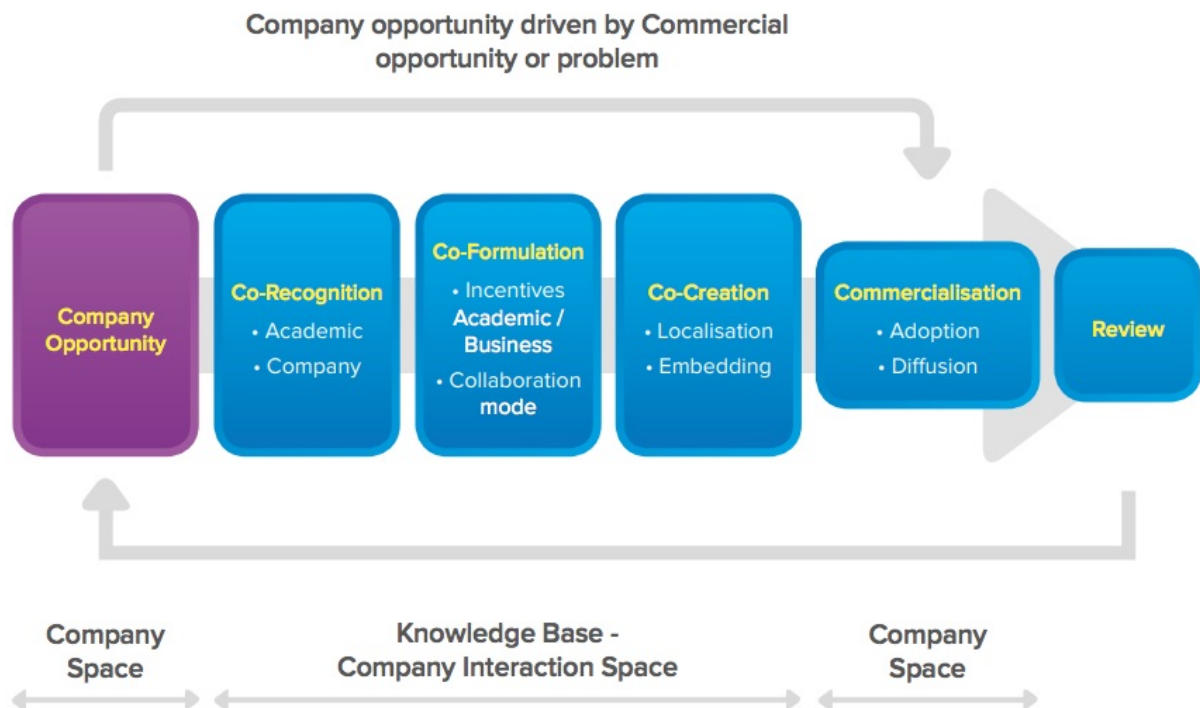 Company opportunity driven by Commercial
opportunity or problem
Company
Opportunity
Co-Recognition
• Academic
• Company
Co-Formulation
• Incentives
Academic /
Business
• Collaboration
mode
Co-Creation
• Localisation
• Embedding
Commercialisation
• Adoption
• Diffusion
Review
Company
Space
Knowledge Base -
Company Interaction Space
Company
Space